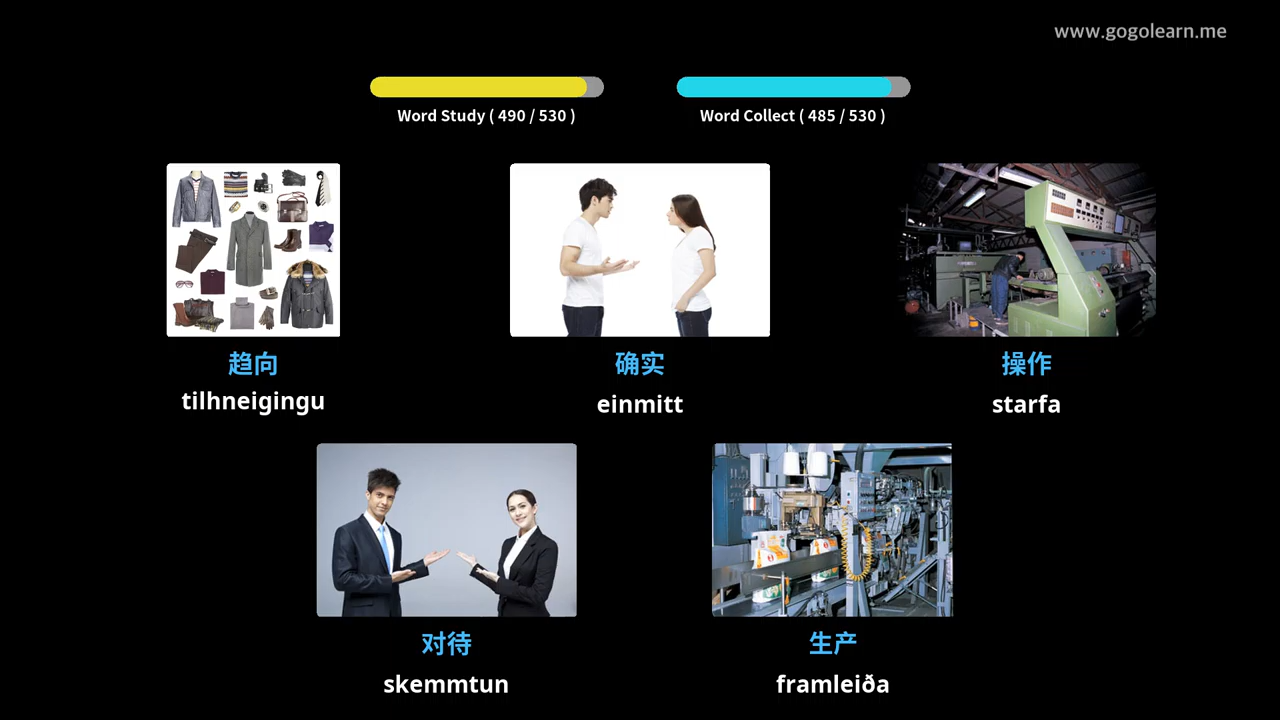 www.gogolearn.me
Word Study ( 490 / 530 )
Word Collect ( 485 / 530 )
趋向
tilhneigingu
确实
einmitt
操作
starfa
对待
skemmtun
生产
framleiða